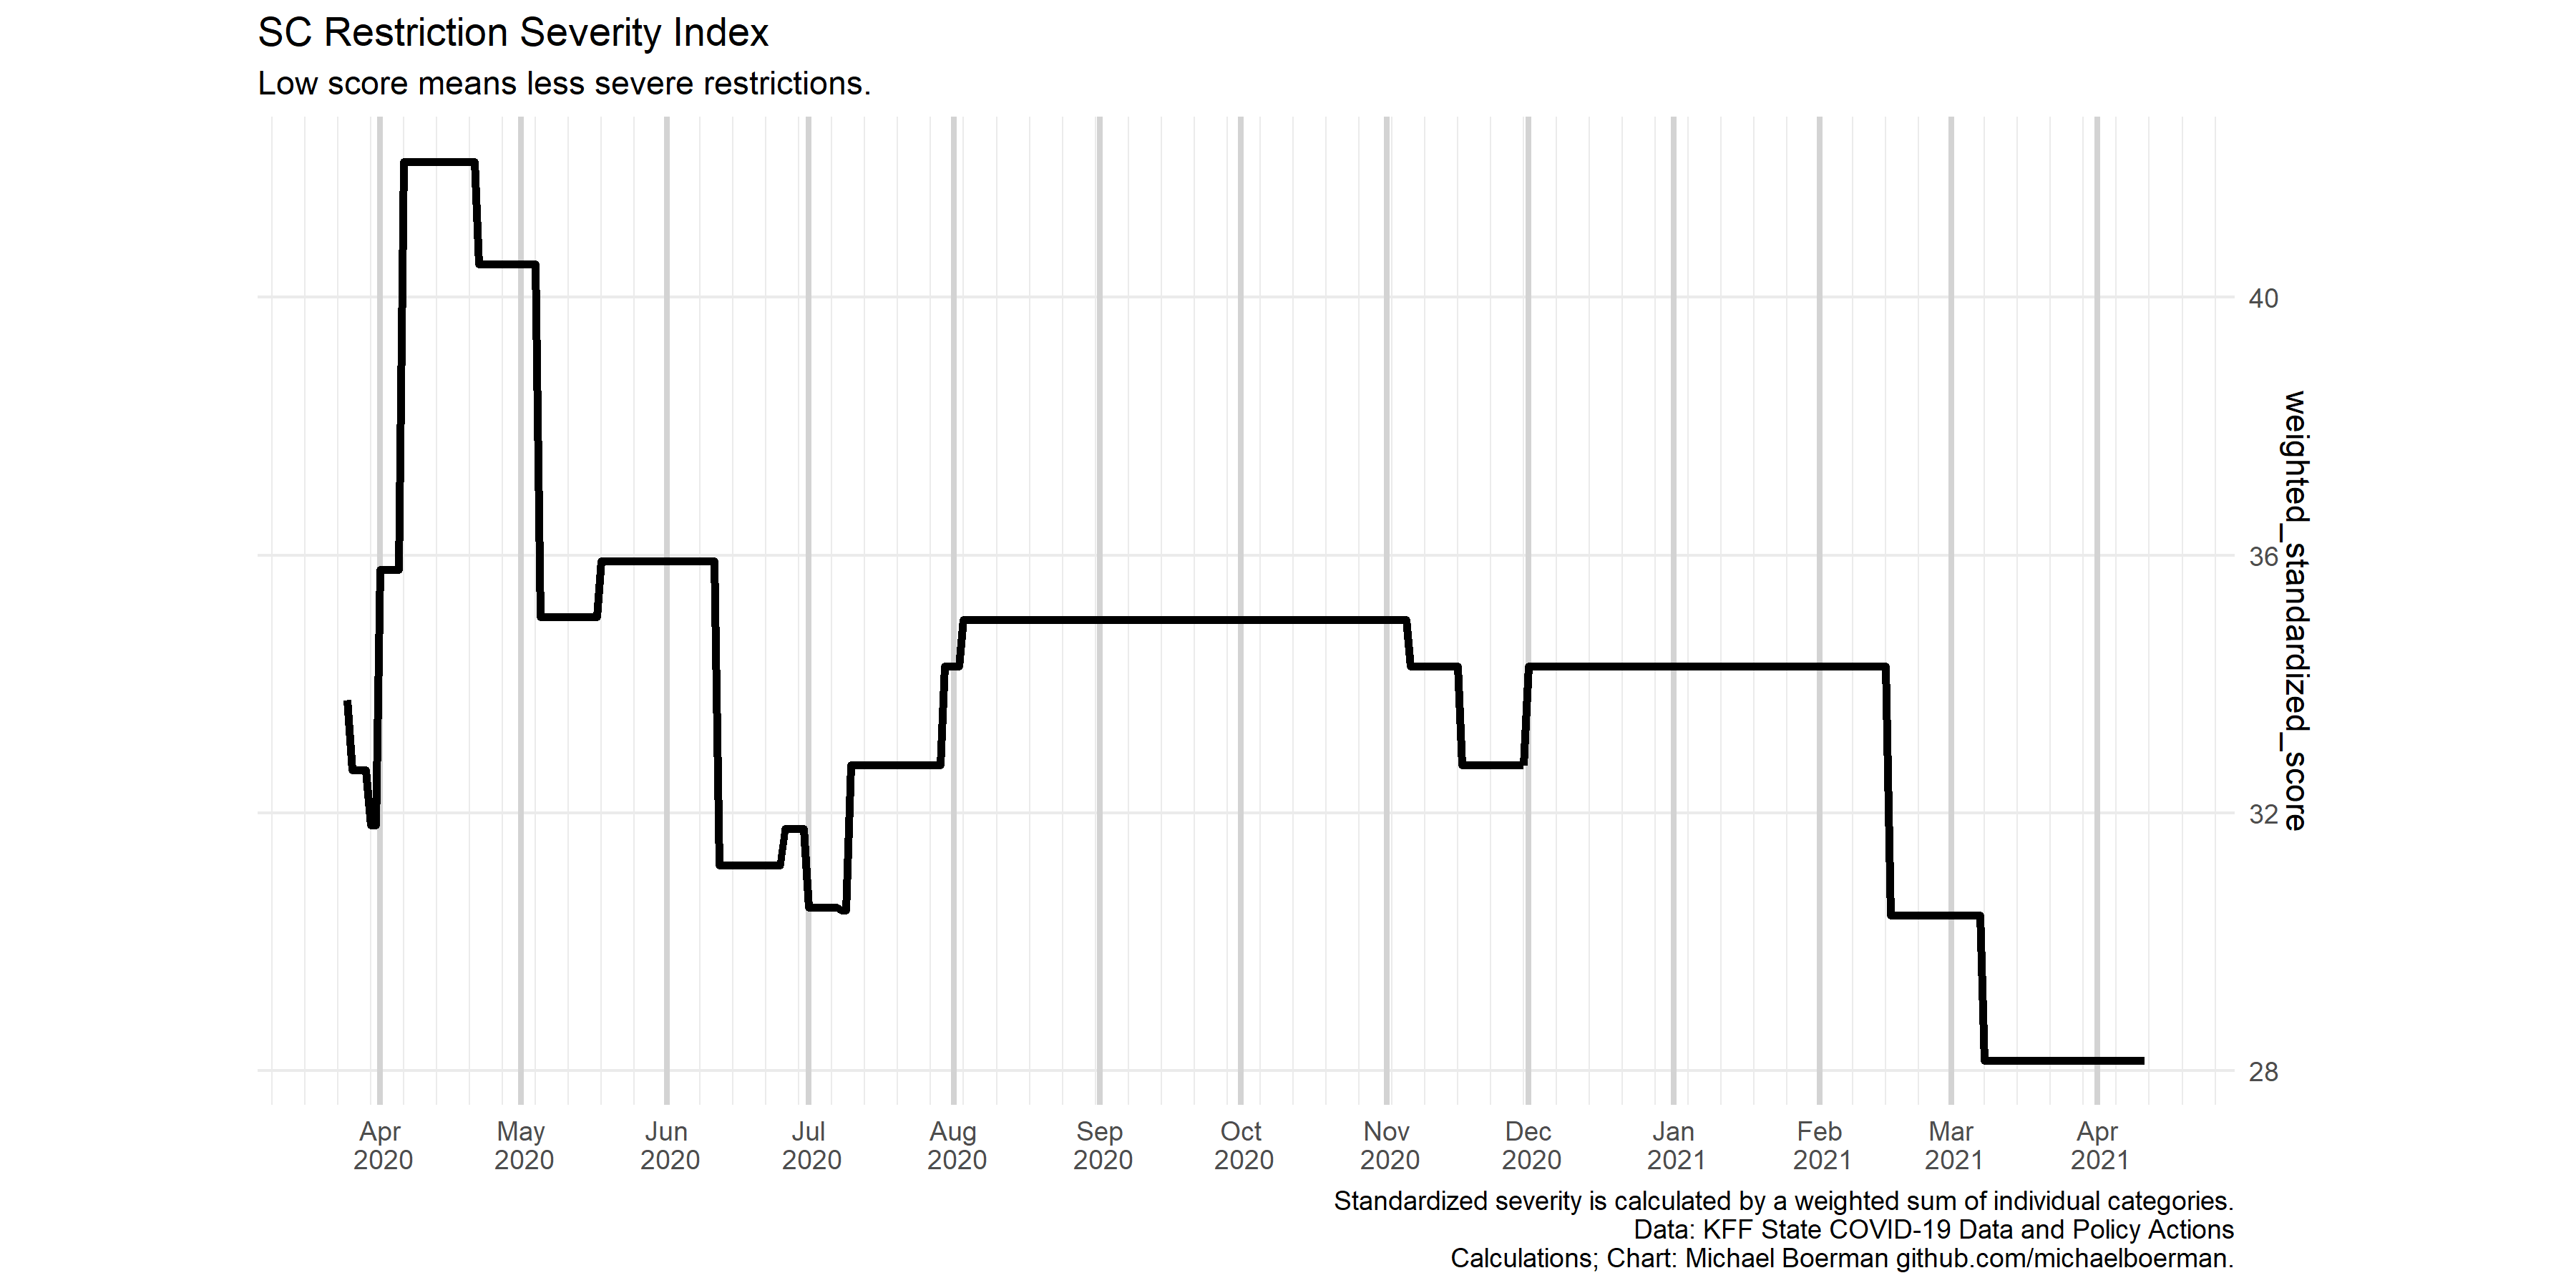 SC Restriction Severity Index
Low score means less severe restrictions.
40
36
32
28
weighted_standardized_score
Apr May Jun Jul Aug Sep Oct Nov Dec Jan Feb Mar Apr
2020 2020 2020 2020 2020 2020 2020 2020 2020 2021 2021 2021 2021
Standardized severity is calculated by a weighted sum of individual categories.
Data: KFF State COVID-19 Data and Policy Actions
Calculations; Chart: Michael Boerman github.com/michaelboerman.